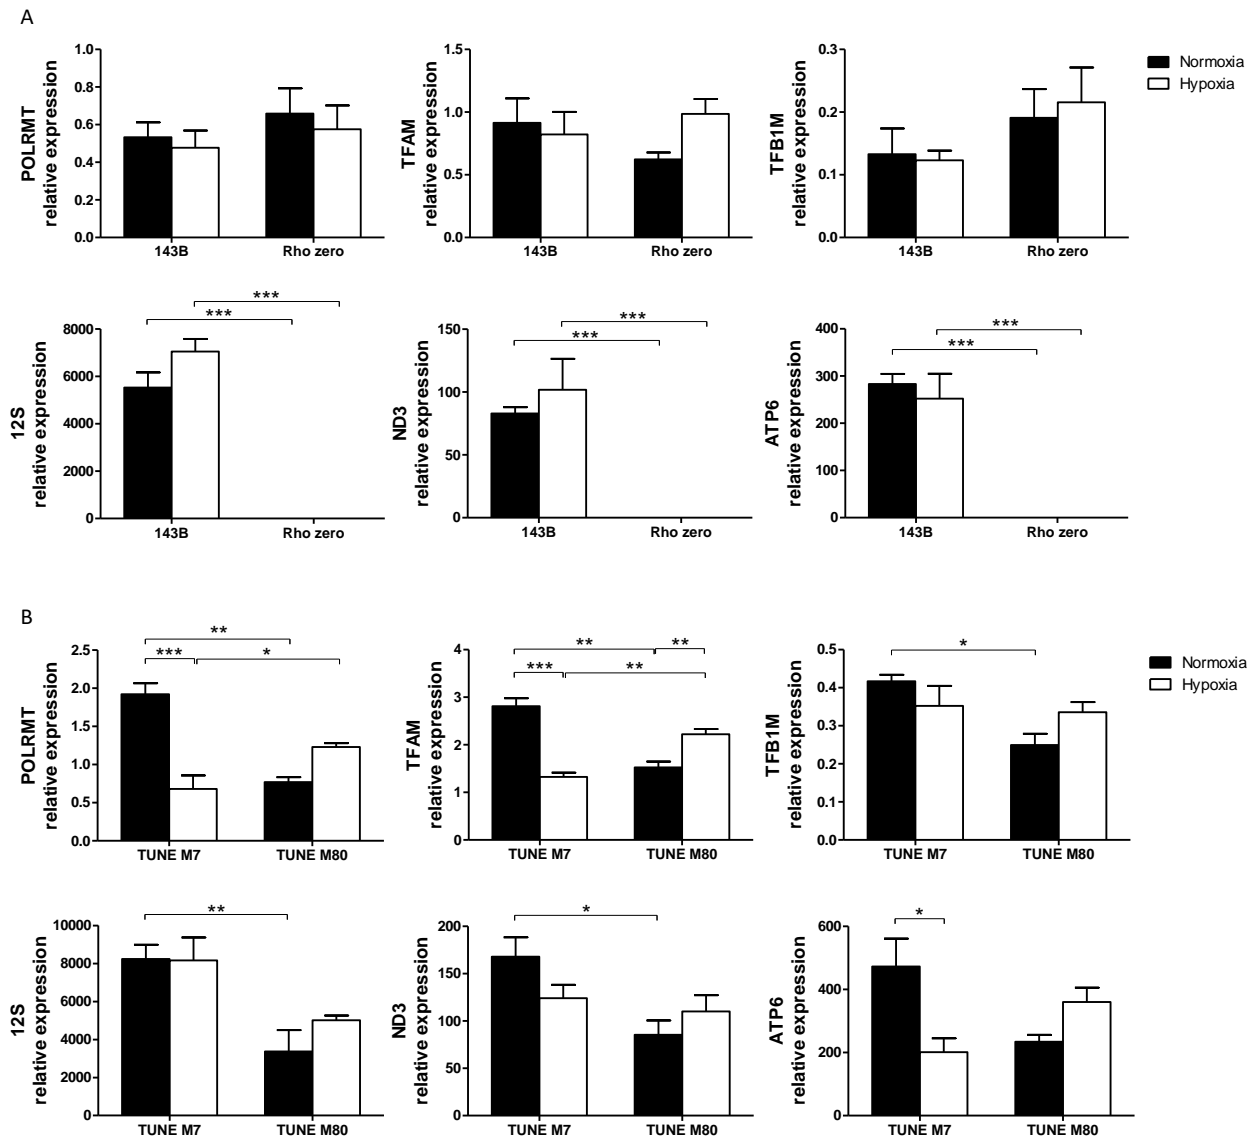 A
POLRMT
relative expression
1.0
0.8
0.6
0.4
0.2
0.0
143B
Rho zero
TFAM
relative expression
1.5
1.0
0.5
0.0
143B
Rho zero
TFB1M
relative expression
0.3
0.2
0.1
0.0
143B
Rho zero
Normoxia
Hypoxia
12S
relative expression
8000
6000
4000
2000
0
***
***
143B
Rho zero
ND3
relative expression
150
100
50
0
***
***
143B
Rho zero
ATP6
relative expression
400
300
200
100
0
***
***
143B
Rho zero
B
POLRMT
relative expression
2.5
2.0
1.5
1.0
0.5
0.0
**
***
*
TUNE M7
TUNE M80
TFAM
relative expression
4
3
2
1
0
**
**
***
**
TUNE M7
TUNE M80
TFB1M
relative expression
0.5
0.4
0.3
0.2
0.1
0.0
*
TUNE M7
TUNE M80
Normoxia
Hypoxia
12S
relative expression
10000
8000
6000
4000
2000
0
**
TUNE M7
TUNE M80
ND3
relative expression
200
150
100
50
0
*
TUNE M7
TUNE M80
ATP6
relative expression
600
400
200
0
*
TUNE M7
TUNE M80